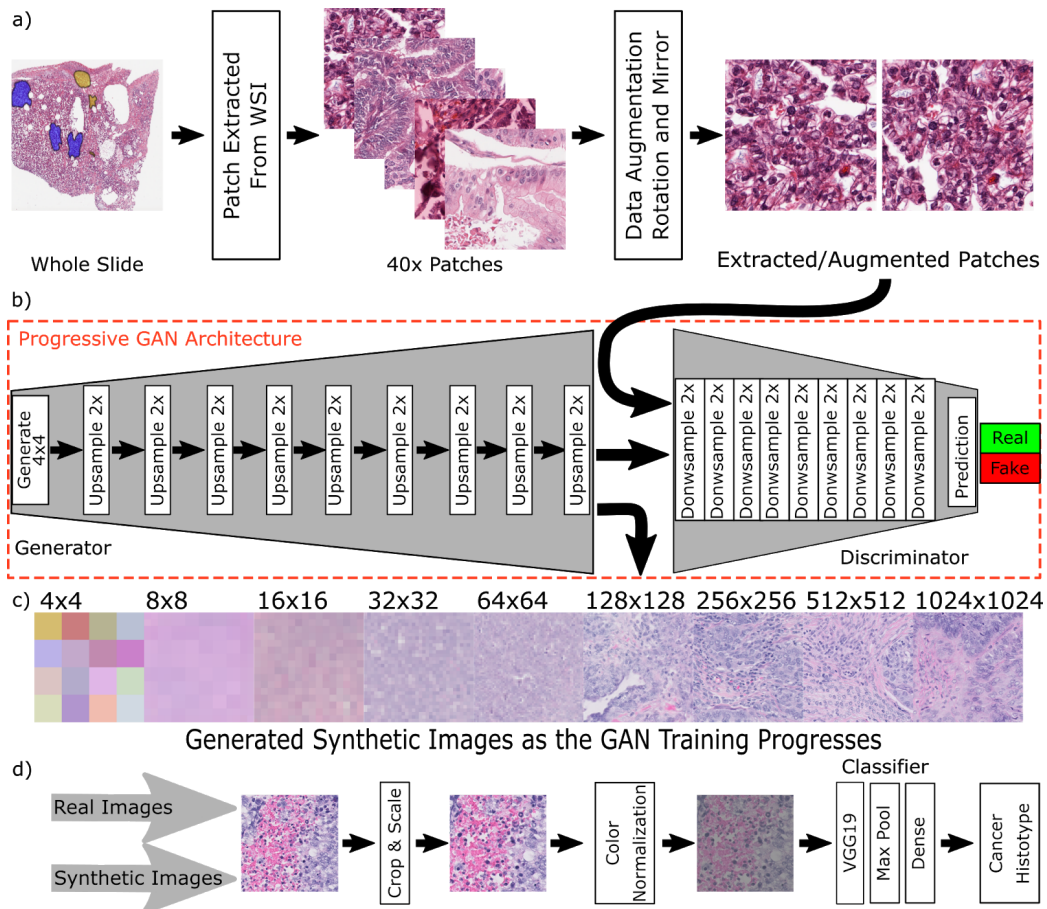 a)
Whole Slide
Patch Extracted
From WSI
40x Patches
Data Augmentation
Rotation and Mirror
Extracted/Augmented Patches
b)
Progressive GAN Architecture
Generate
4x4
Upsample 2x
Upsample 2x
Upsample 2x
Upsample 2x
Upsample 2x
Upsample 2x
Upsample 2x
Upsample 2x
Upsample 2x
Generator
Donwsample 2x
Donwsample 2x
Donwsample 2x
Donwsample 2x
Donwsample 2x
Donwsample 2x
Donwsample 2x
Donwsample 2x
Donwsample 2x
Prediction
Real
Fake
Discriminator
c)
4x4 8x8 16x16 32x32 64x64 128x128 256x256 512x512 1024x1024
Generated Synthetic Images as the GAN Training Progresses
d)
Real Images
Synthetic Images
Crop & Scale
Color
Normalization
Classifier
VGG19
Max Pool
Dense
Cancer
Histotype